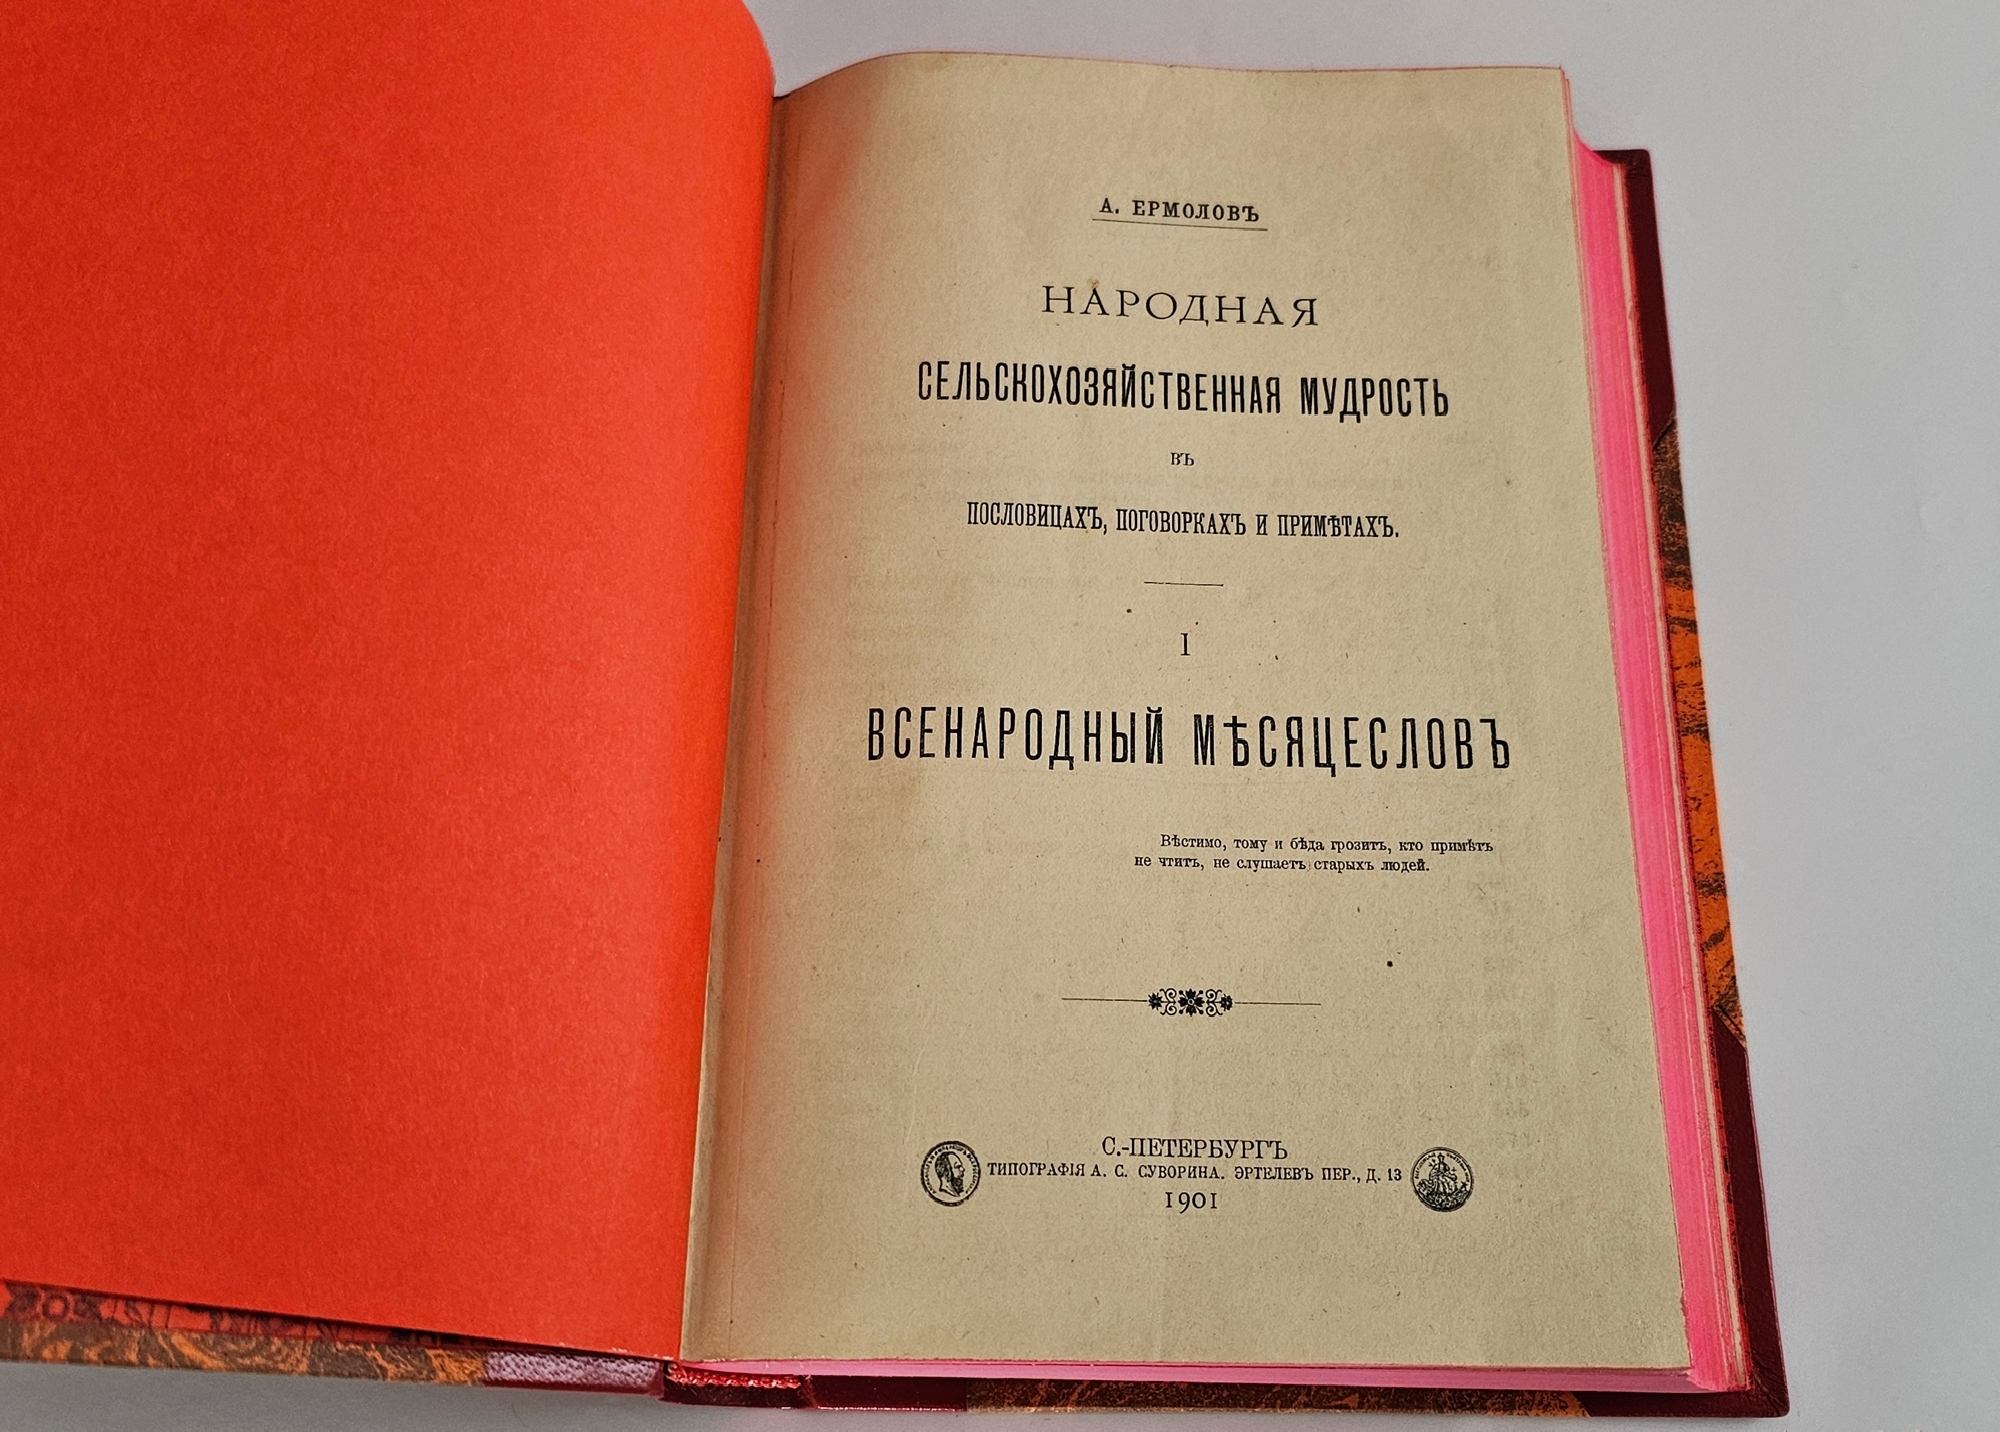 А. ЕРМОЛОВЪ
НАРОДНАЯ
СЕЛЬСКОХОЗЯЙСТВЕННАЯ МУДРОСТЬ
ВЪ
ПОСЛОВИЦАХЪ, ПОГОВОРКАХЪ И ПРИМѢТАХЪ.
I
ВСЕНАРОДНЫЙ МѢСЯЦЕСЛОВЪ
Вѣстимо, тому и бѣда грозитъ, кто примѣтъ
не чтитъ, не слушаетъ старыхъ людей.
С.-ПЕТЕРБУРГЪ
ТИПОГРАФІЯ А. С. СУВОРИНА. ЭРТЕЛЕВЪ ПЕР., Д. 13
1901